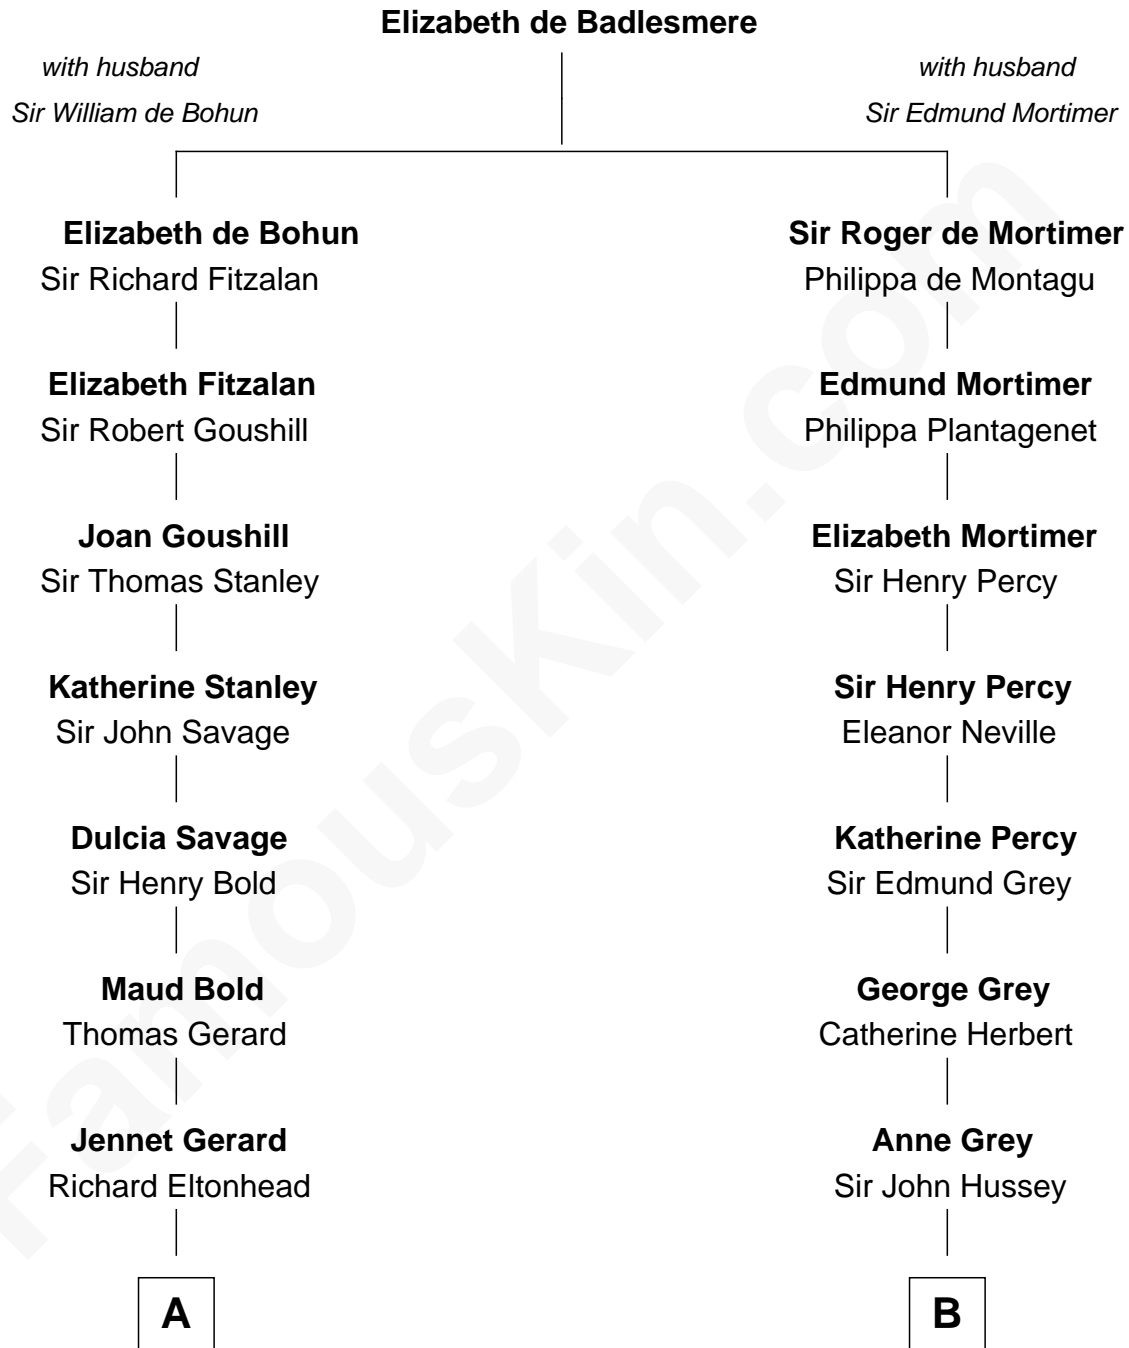 Elizabeth de Badlesmere
with husband
Sir William de Bohun
with husband
Sir Edmund Mortimer
Elizabeth de Bohun
Sir Richard Fitzalan
Sir Roger de Mortimer
Philippa de Montagu
Elizabeth Fitzalan
Sir Robert Goushill
Edmund Mortimer
Philippa Plantagenet
Joan Goushill
Sir Thomas Stanley
Elizabeth Mortimer
Sir Henry Percy
Katherine Stanley
Sir John Savage
Sir Henry Percy
Eleanor Neville
Dulcia Savage
Sir Henry Bold
Katherine Percy
Sir Edmund Grey
Maud Bold
Thomas Gerard
George Grey
Catherine Herbert
Jennet Gerard
Richard Eltonhead
Anne Grey
Sir John Hussey
A
B
FamousKin.com